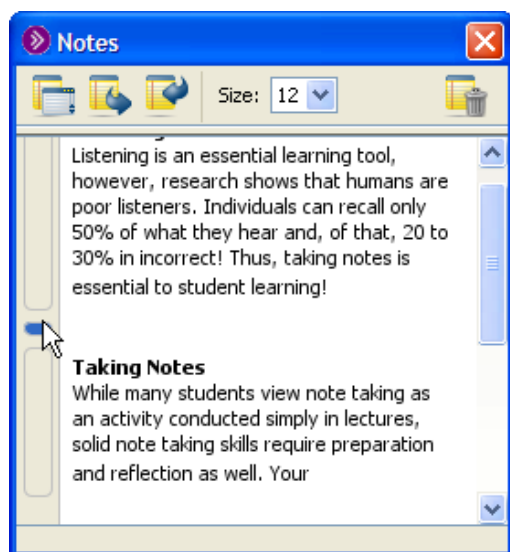 Notes
Size: 12
Listening is an essential learning tool,
however, research shows that humans are
poor listeners. Individuals can recall only
50% of what they hear and, of that, 20 to
30% in incorrect! Thus, taking notes is
essential to student learning!
Taking Notes
While many students view note taking as
an activity conducted simply in lectures,
solid note taking skills require preparation
and reflection as well. Your